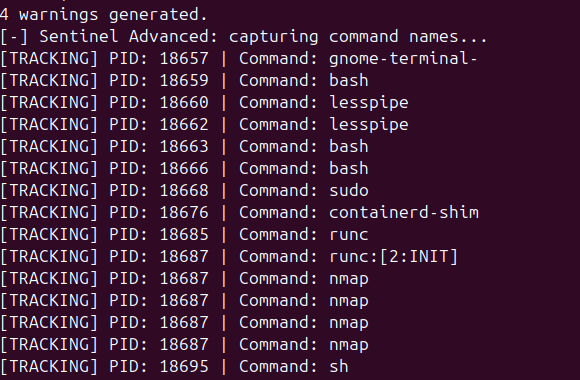 4 warnings generated.
[-] Sentinel Advanced: capturing command names...
[TRACKING] PID: 18657 | Command: gnome-terminal-
[TRACKING] PID: 18659 | Command: bash
[TRACKING] PID: 18660 | Command: lesspipe
[TRACKING] PID: 18662 | Command: lesspipe
[TRACKING] PID: 18663 | Command: bash
[TRACKING] PID: 18666 | Command: bash
[TRACKING] PID: 18668 | Command: sudo
[TRACKING] PID: 18676 | Command: containerd-shim
[TRACKING] PID: 18685 | Command: runc
[TRACKING] PID: 18687 | Command: runc:[2:INIT]
[TRACKING] PID: 18687 | Command: nmap
[TRACKING] PID: 18687 | Command: nmap
[TRACKING] PID: 18687 | Command: nmap
[TRACKING] PID: 18687 | Command: nmap
[TRACKING] PID: 18695 | Command: sh